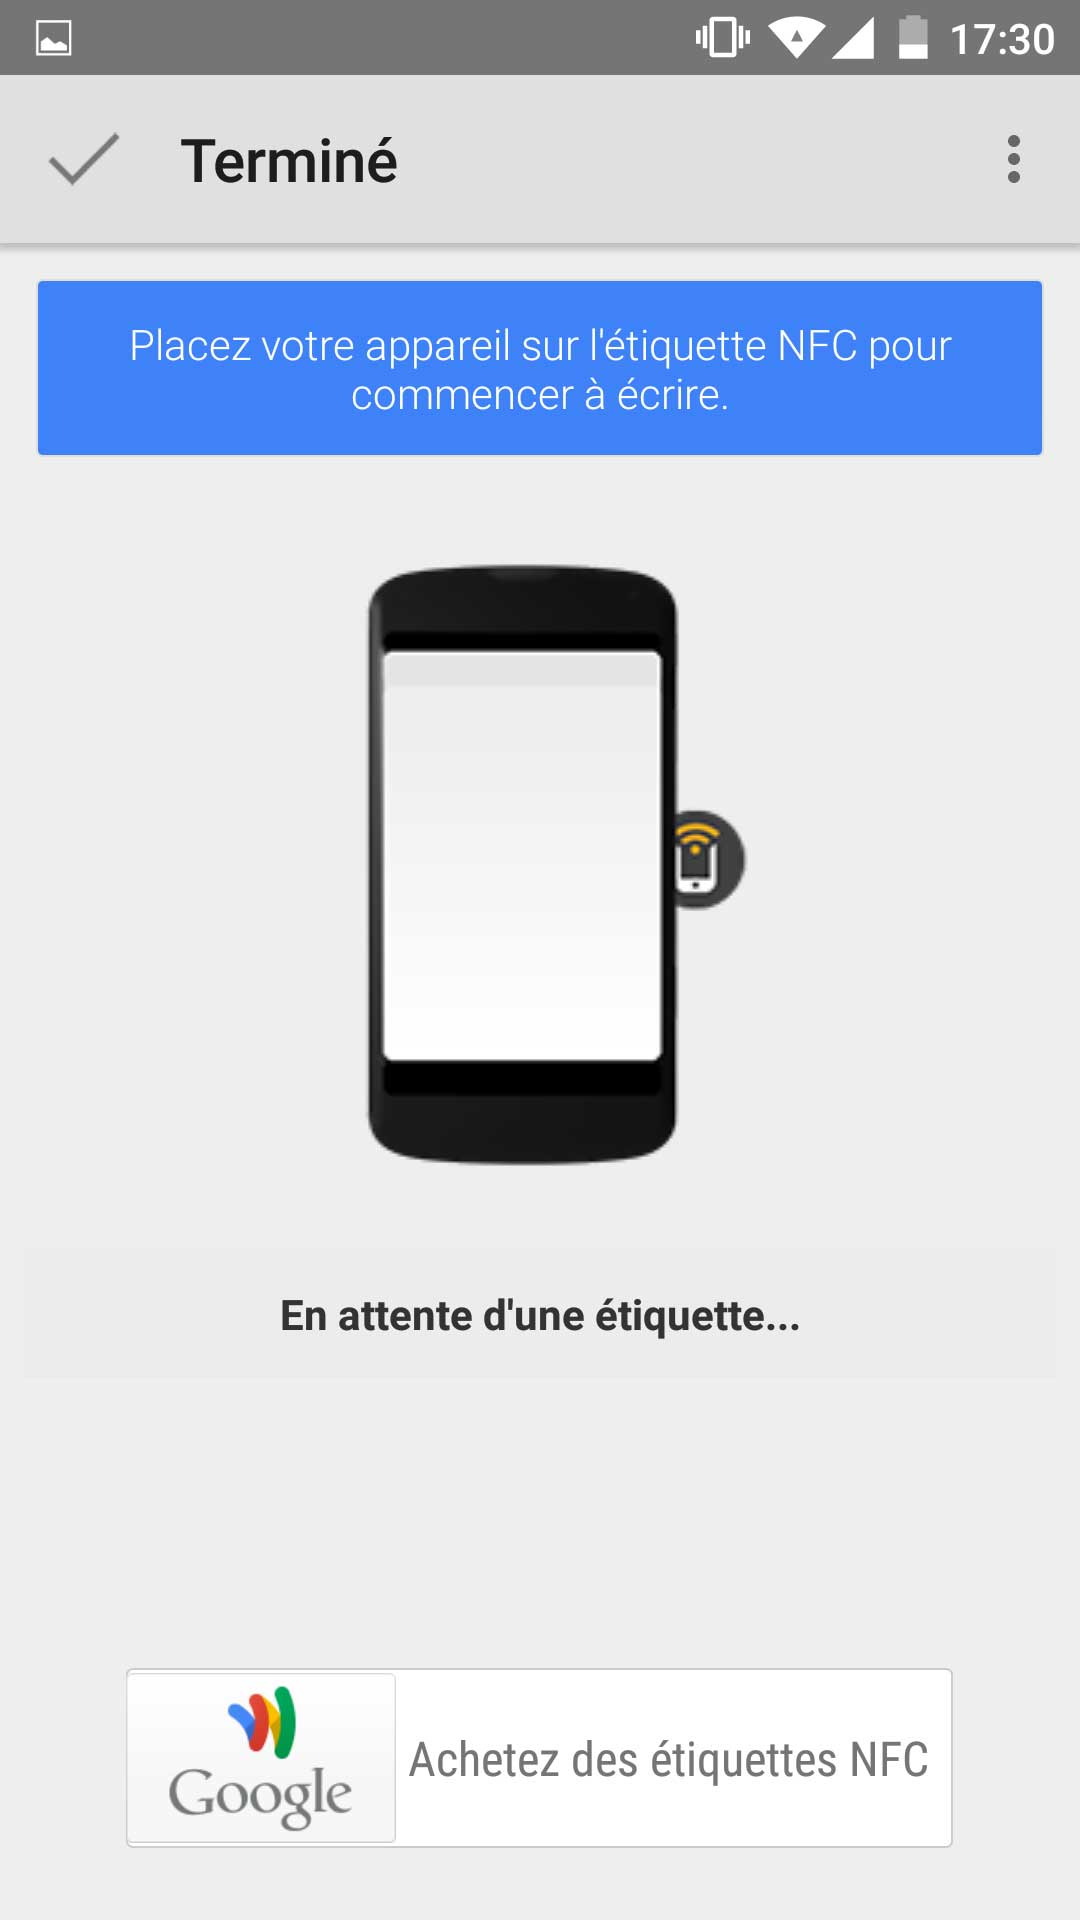 17:30
Terminé
Placez votre appareil sur l'étiquette NFC pour
commencer à écrire.
En attente d'une étiquette...
Google
Achetez des étiquettes NFC